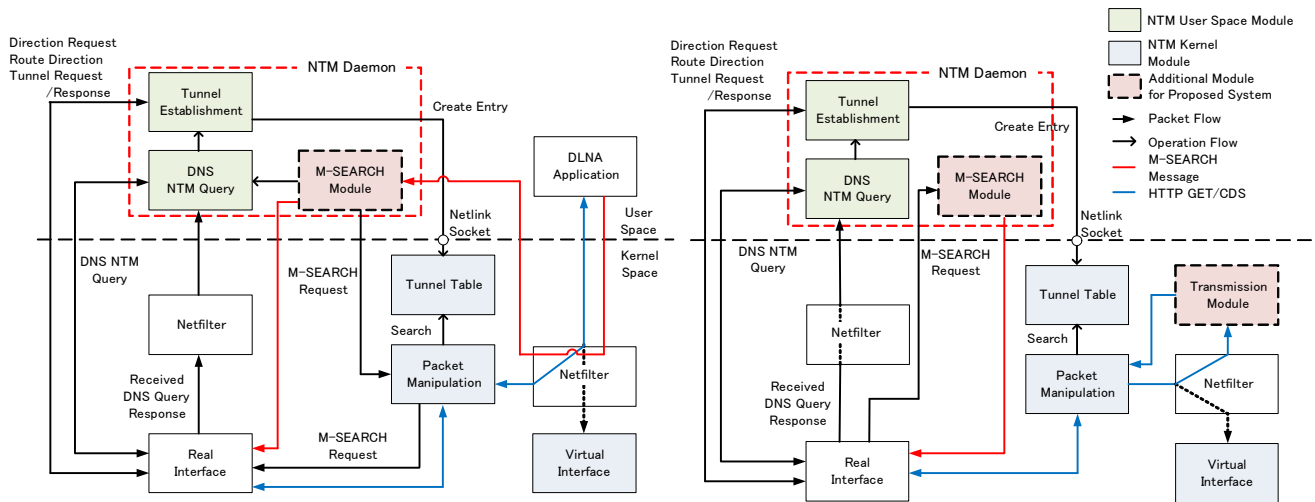 Direction Request
Route Direction
Tunnel Request
/Response
NTM Daemon
Tunnel
Establishment
Create Entry
DNS
NTM Query
M-SEARCH
Module
DLNA
Application
Netlink
Socket
User
Space
Kernel
Space
DNS NTM
Query
M-SEARCH
Request
Tunnel Table
Netfilter
Search
Packet
Manipulation
Netfilter
Received
DNS Query
Response
M-SEARCH
Request
Real
Interface
Virtual
Interface
Direction Request
Route Direction
Tunnel Request
/Response
NTM Daemon
Tunnel
Establishment
Create Entry
DNS
NTM Query
M-SEARCH
Module
Netlink
Socket
DNS NTM
Query
M-SEARCH
Request
Tunnel Table
Transmission
Module
Netfilter
Search
Packet
Manipulation
Netfilter
Received
DNS Query
Response
Real
Interface
Virtual
Interface
NTM User Space Module
NTM Kernel
Module
Additional Module
for Proposed System
Packet Flow
Operation Flow
M-SEARCH
Message
HTTP GET/CDS